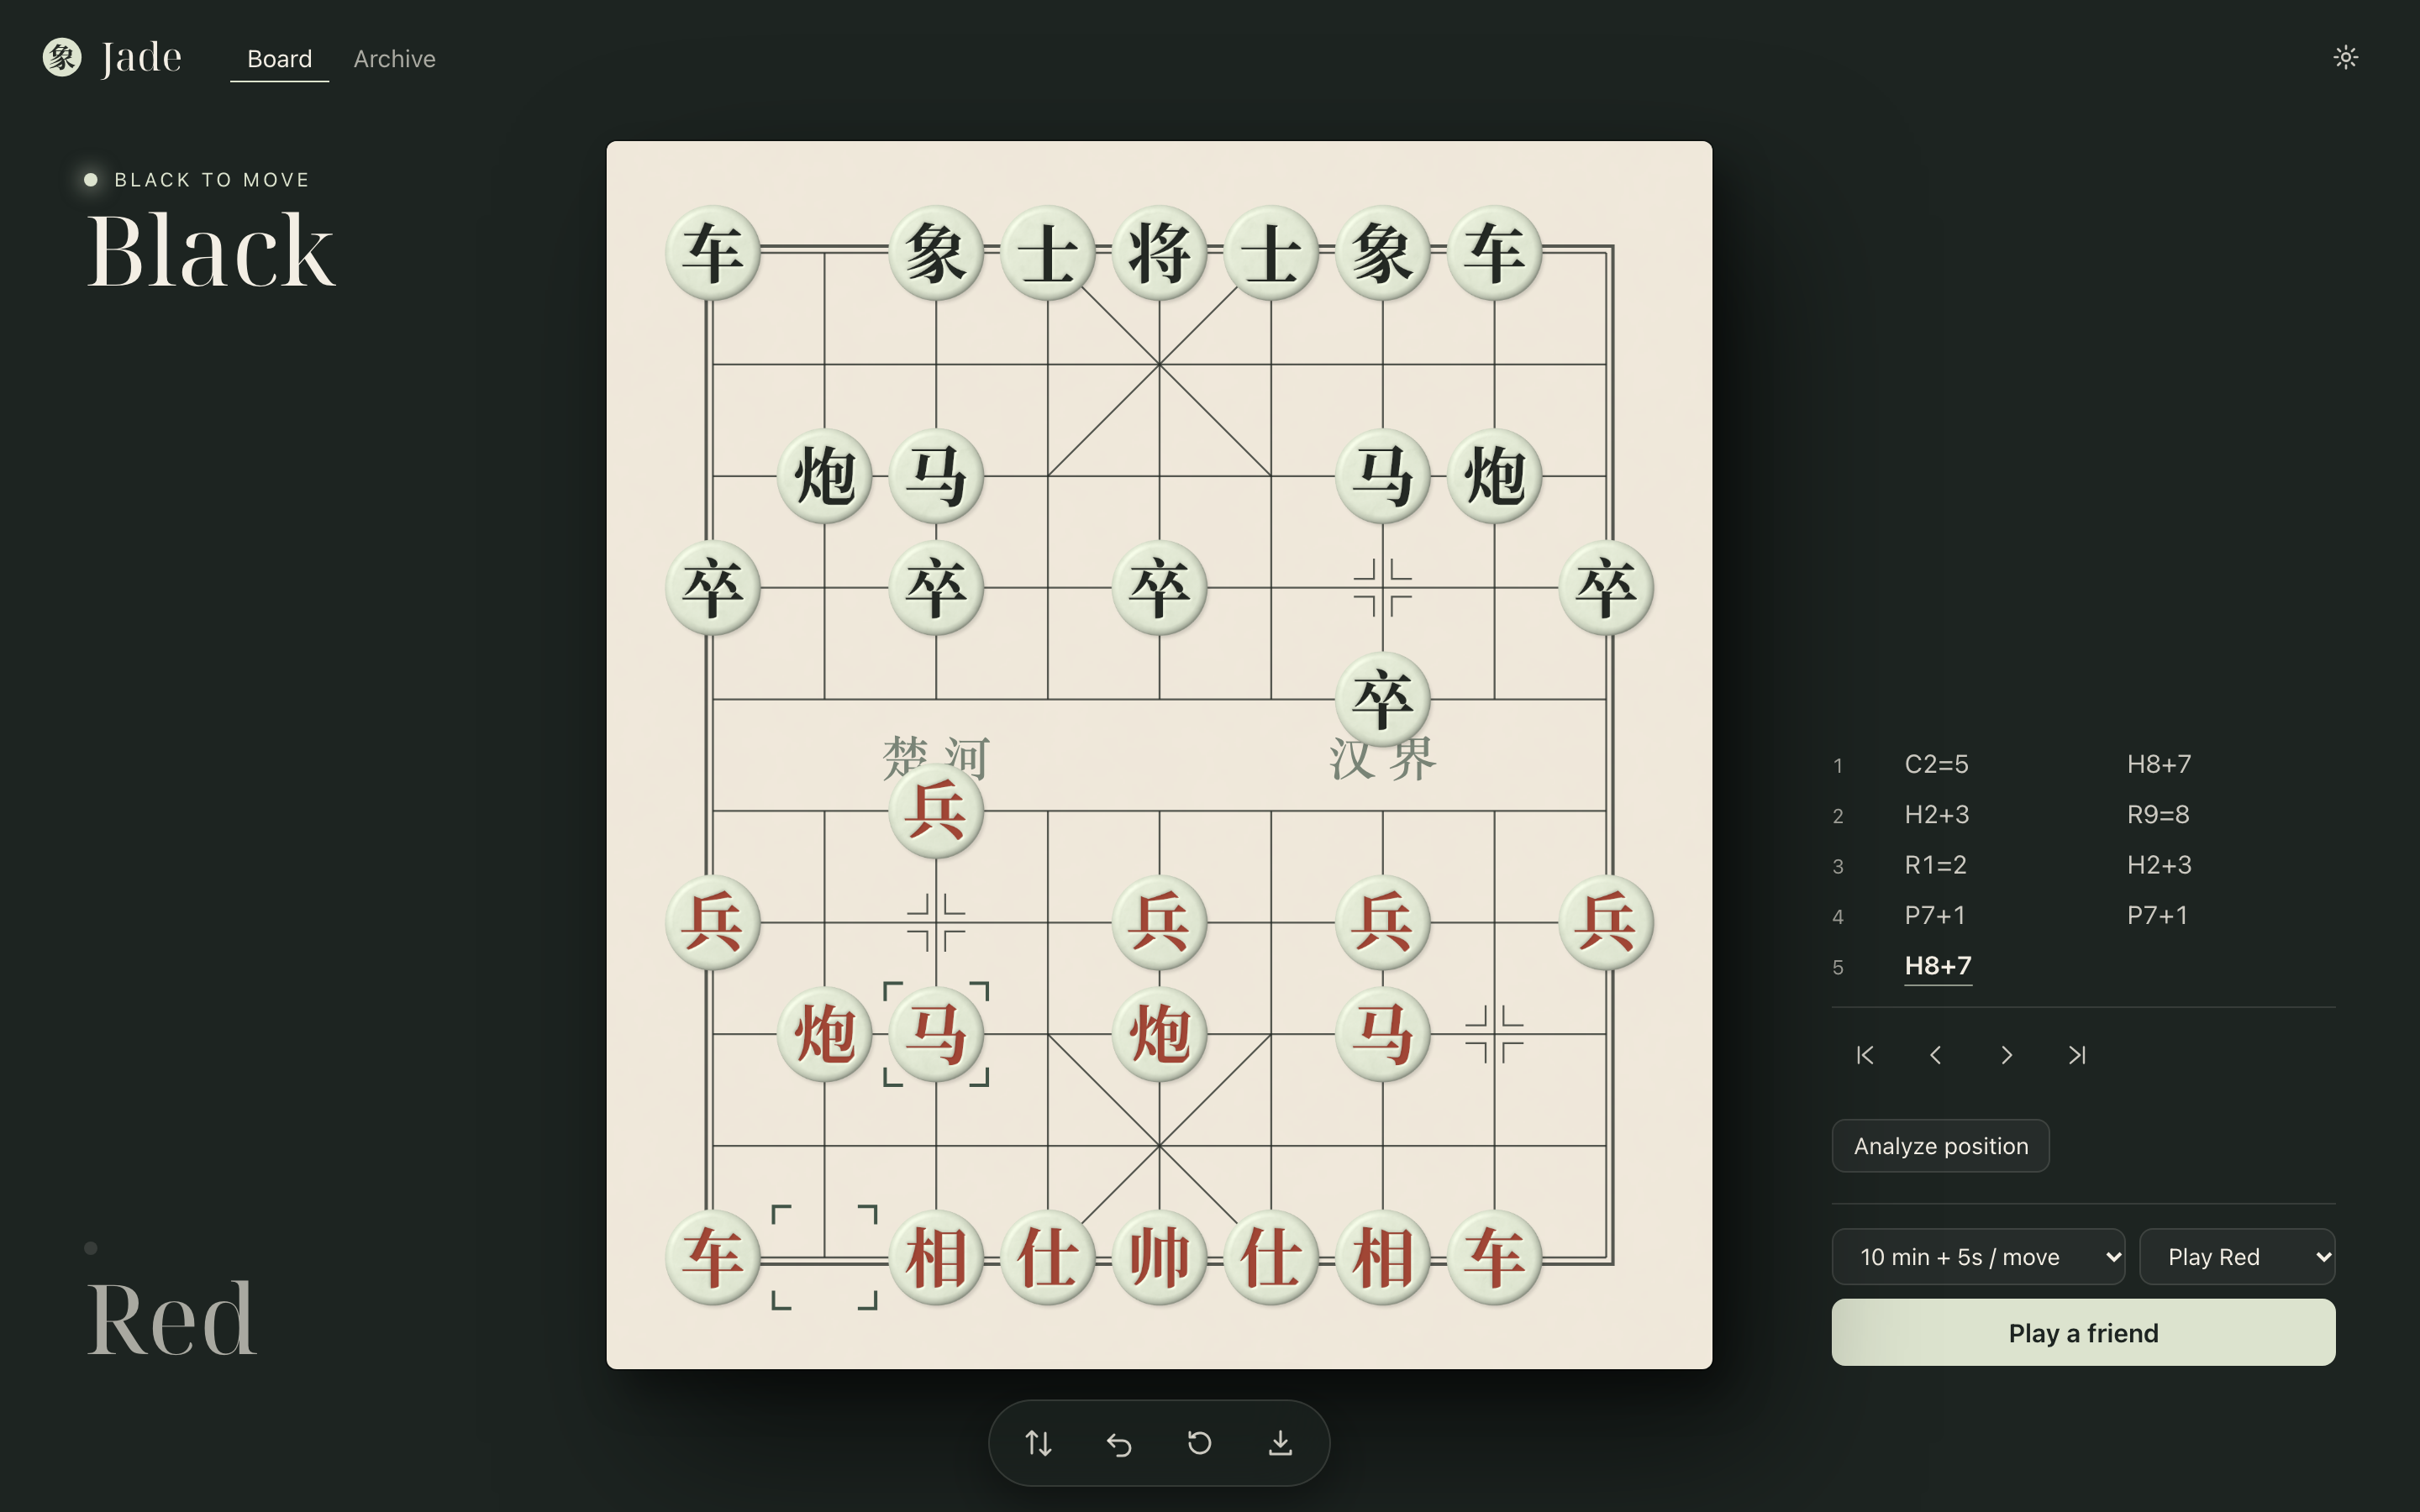 象 Jade Board Archive
BLACK TO MOVE
Black
车 象 士 将 士 象 车
炮 马 马 炮
卒 卒 卒 卒
卒
楚河 汉界
兵
兵 兵 兵 兵
炮 马 炮 马
车 相 仕 帅 仕 相 车
Red
1 C2=5 H8+7
2 H2+3 R9=8
3 R1=2 H2+3
4 P7+1 P7+1
5 H8+7
Analyze position
10 min + 5s / move Play Red
Play a friend